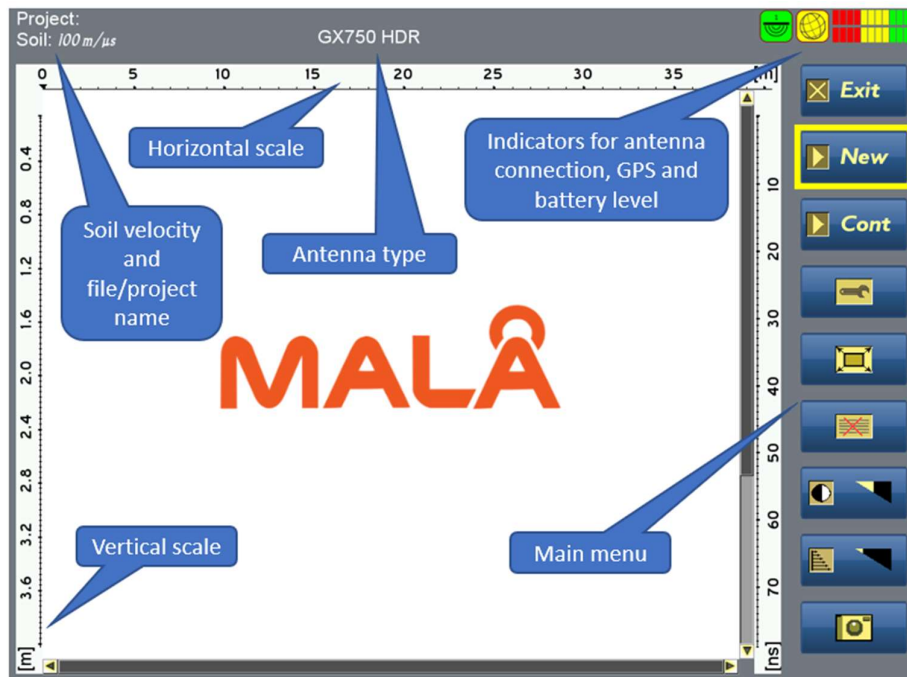 Project:
Soil: 100 m/µs
GX750 HDR
0 5 10 15 20 25 30 35 [m]
Exit
New
Cont
Horizontal scale
Indicators for antenna
connection, GPS and
battery level
Soil velocity
and
file/project
name
Antenna type
MALÅ
Vertical scale
Main menu
0.4
0.8
1.2
1.6
2.0
2.4
2.8
3.2
3.6
[m]
10
20
30
40
50
60
70
[ns]